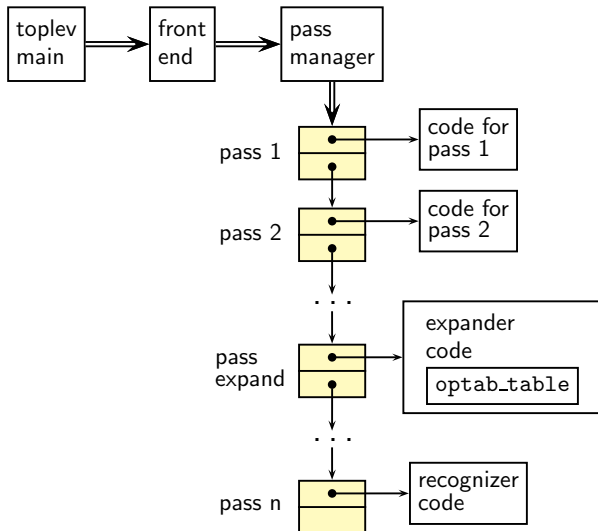 toplev
main
front
end
pass
manager
pass 1
code for
pass 1
pass 2
code for
pass 2
. . .
pass
expand
expander
code
optab_table
. . .
pass n
recognizer
code